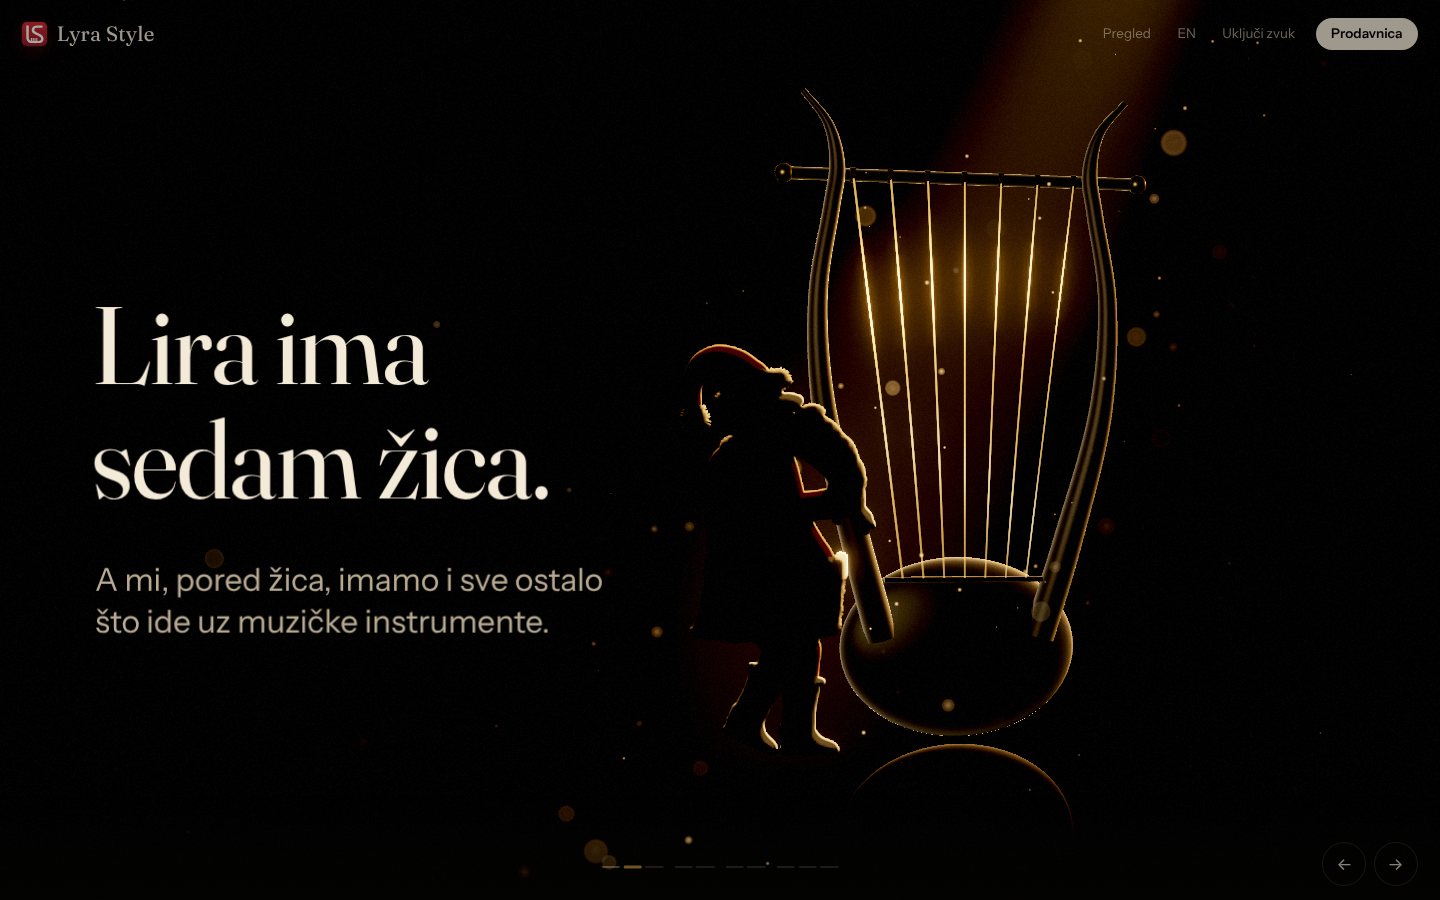 Lyra Style
Pregled
EN
Uključi zvuk
Prodavnica
Lira ima
sedam žica.
A mi, pored žica, imamo i sve ostalo
što ide uz muzičke instrumente.